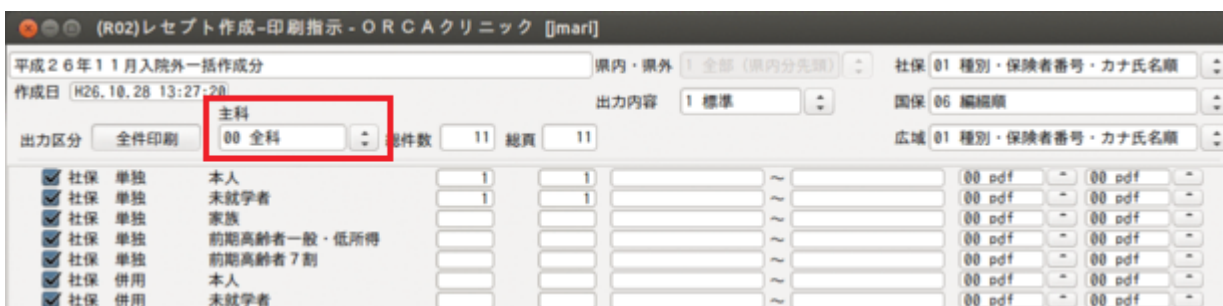 (R02)レセプト作成-印刷指示 - ＯＲＣＡクリニック [jmari]
平成２６年１１月入院外一括作成分 県内・県外 1 全部（県内分先頭） 社保 01 種別・保険者番号・カナ氏名順
作成日 H26.10.28 13:27:20 出力内容 1 標準 国保 06 編綴順
主科
出力区分 全件印刷 00 全科 総件数 11 総頁 11 広域 01 種別・保険者番号・カナ氏名順
社保 単独 本人 1 1 ～ 00 pdf 00 pdf
社保 単独 未就学者 1 1 ～ 00 pdf 00 pdf
社保 単独 家族 ～ 00 pdf 00 pdf
社保 単独 前期高齢者一般・低所得 ～ 00 pdf 00 pdf
社保 単独 前期高齢者７割 ～ 00 pdf 00 pdf
社保 併用 本人 ～ 00 pdf 00 pdf
社保 併用 未就学者 ～ 00 pdf 00 pdf